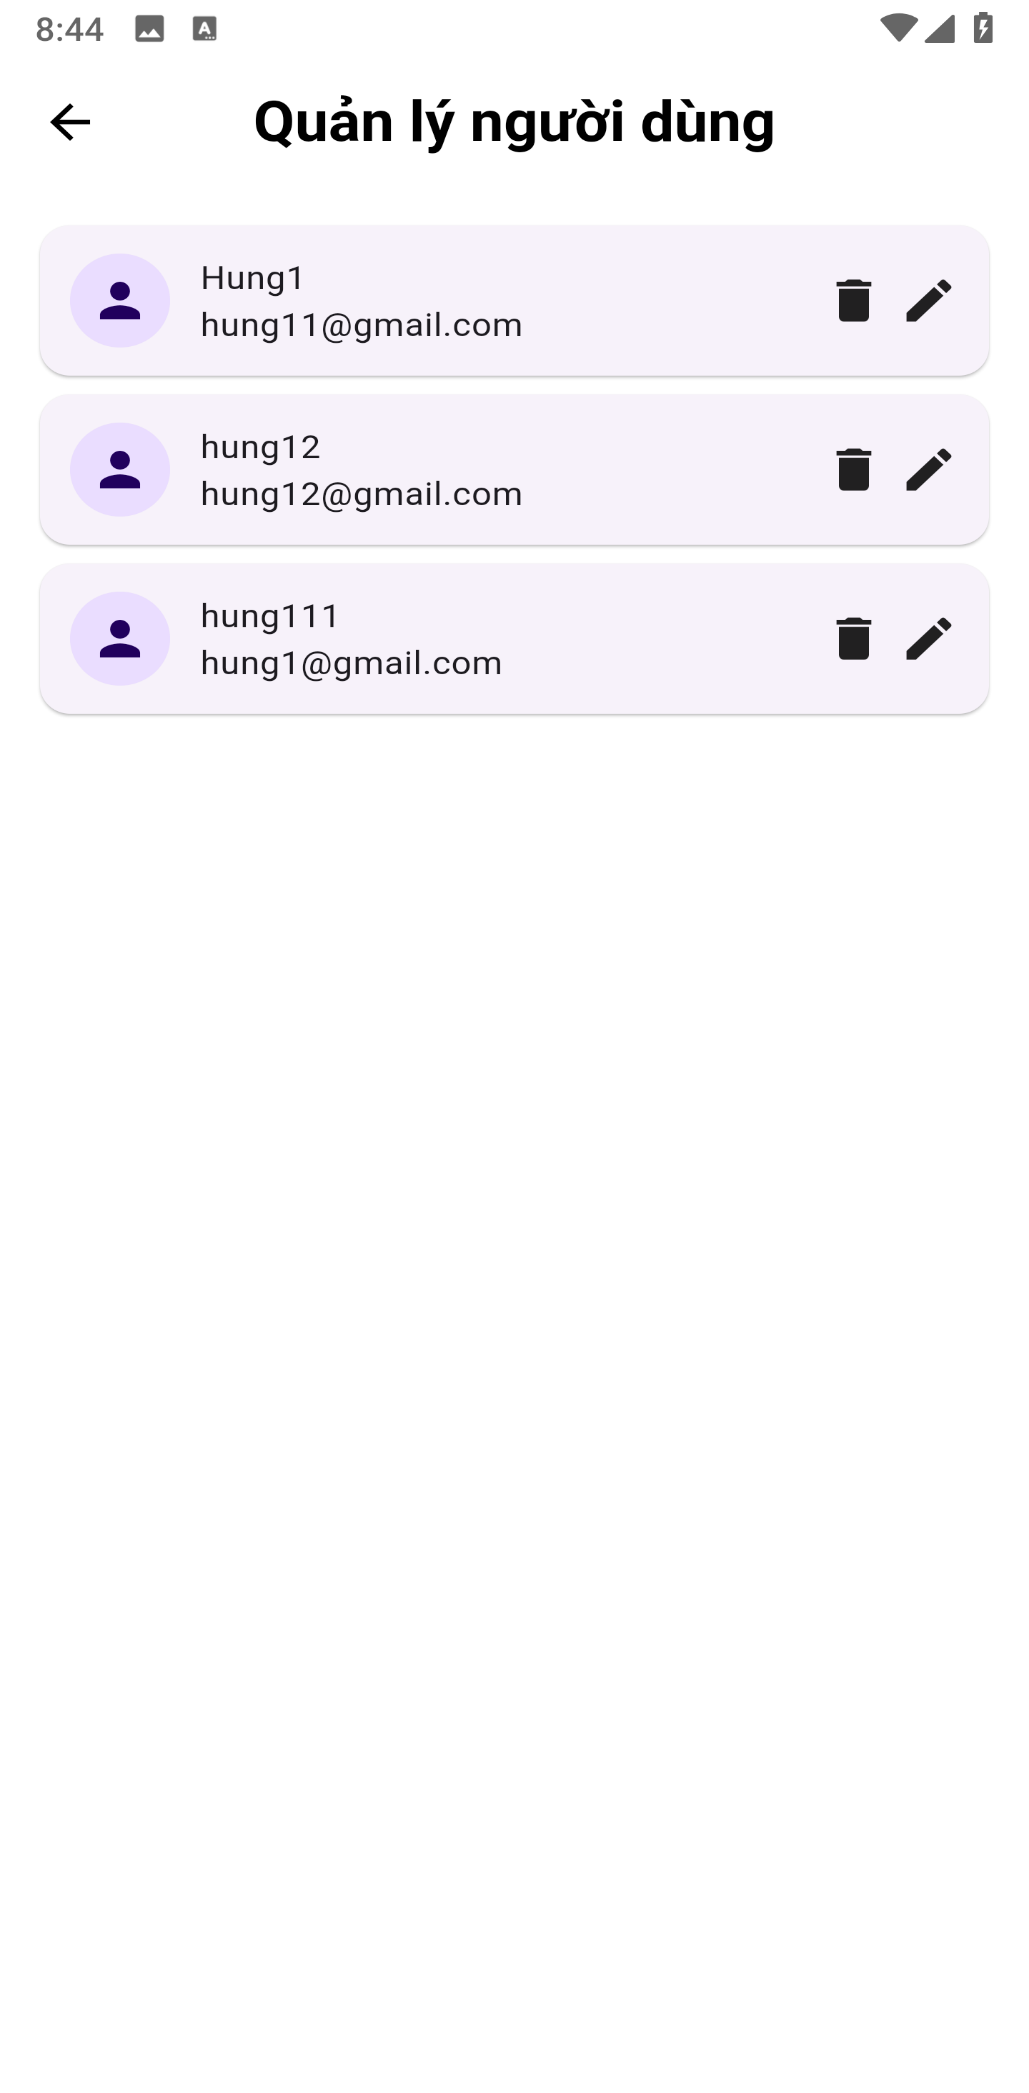 8:44
Quản lý người dùng
Hung1
hung11@gmail.com
hung12
hung12@gmail.com
hung111
hung1@gmail.com